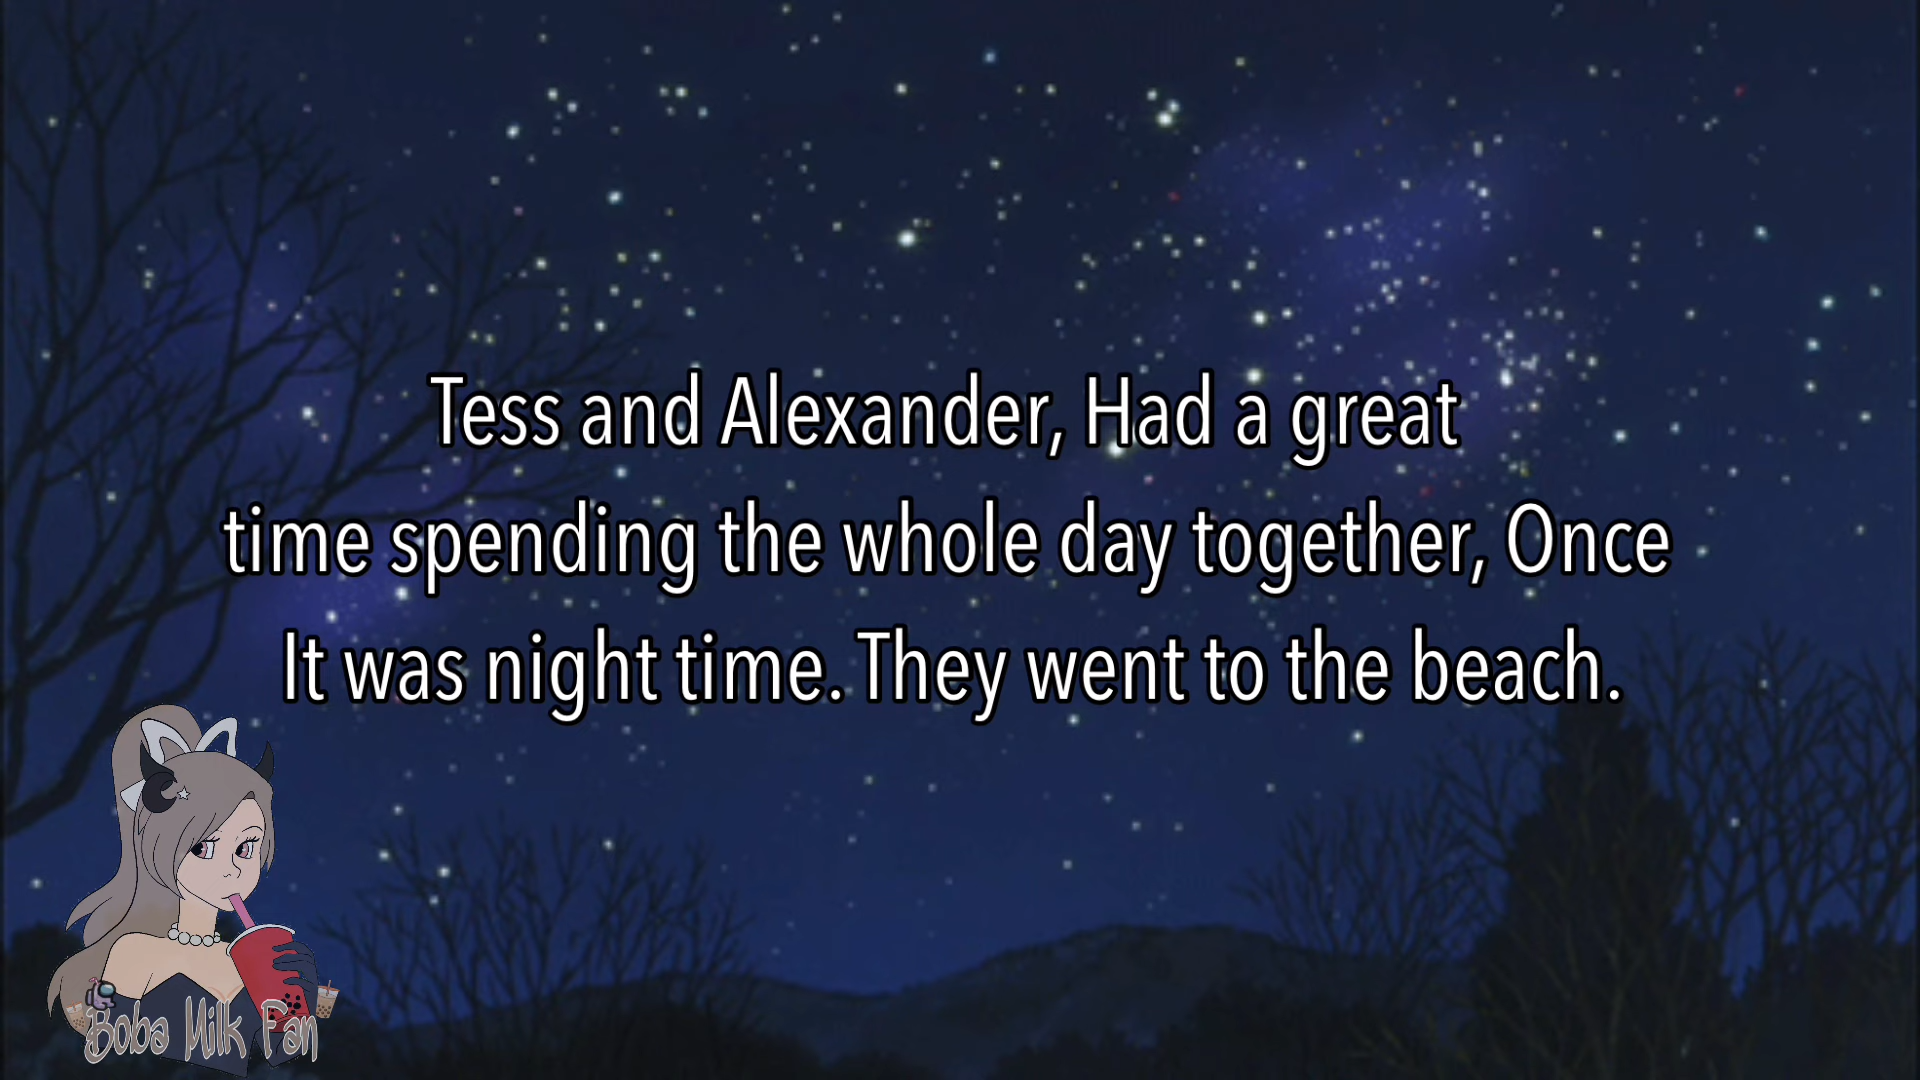 Tess and Alexander, Had a great
time spending the whole day together, Once
It was night time. They went to the beach.
Boba Milk Fan